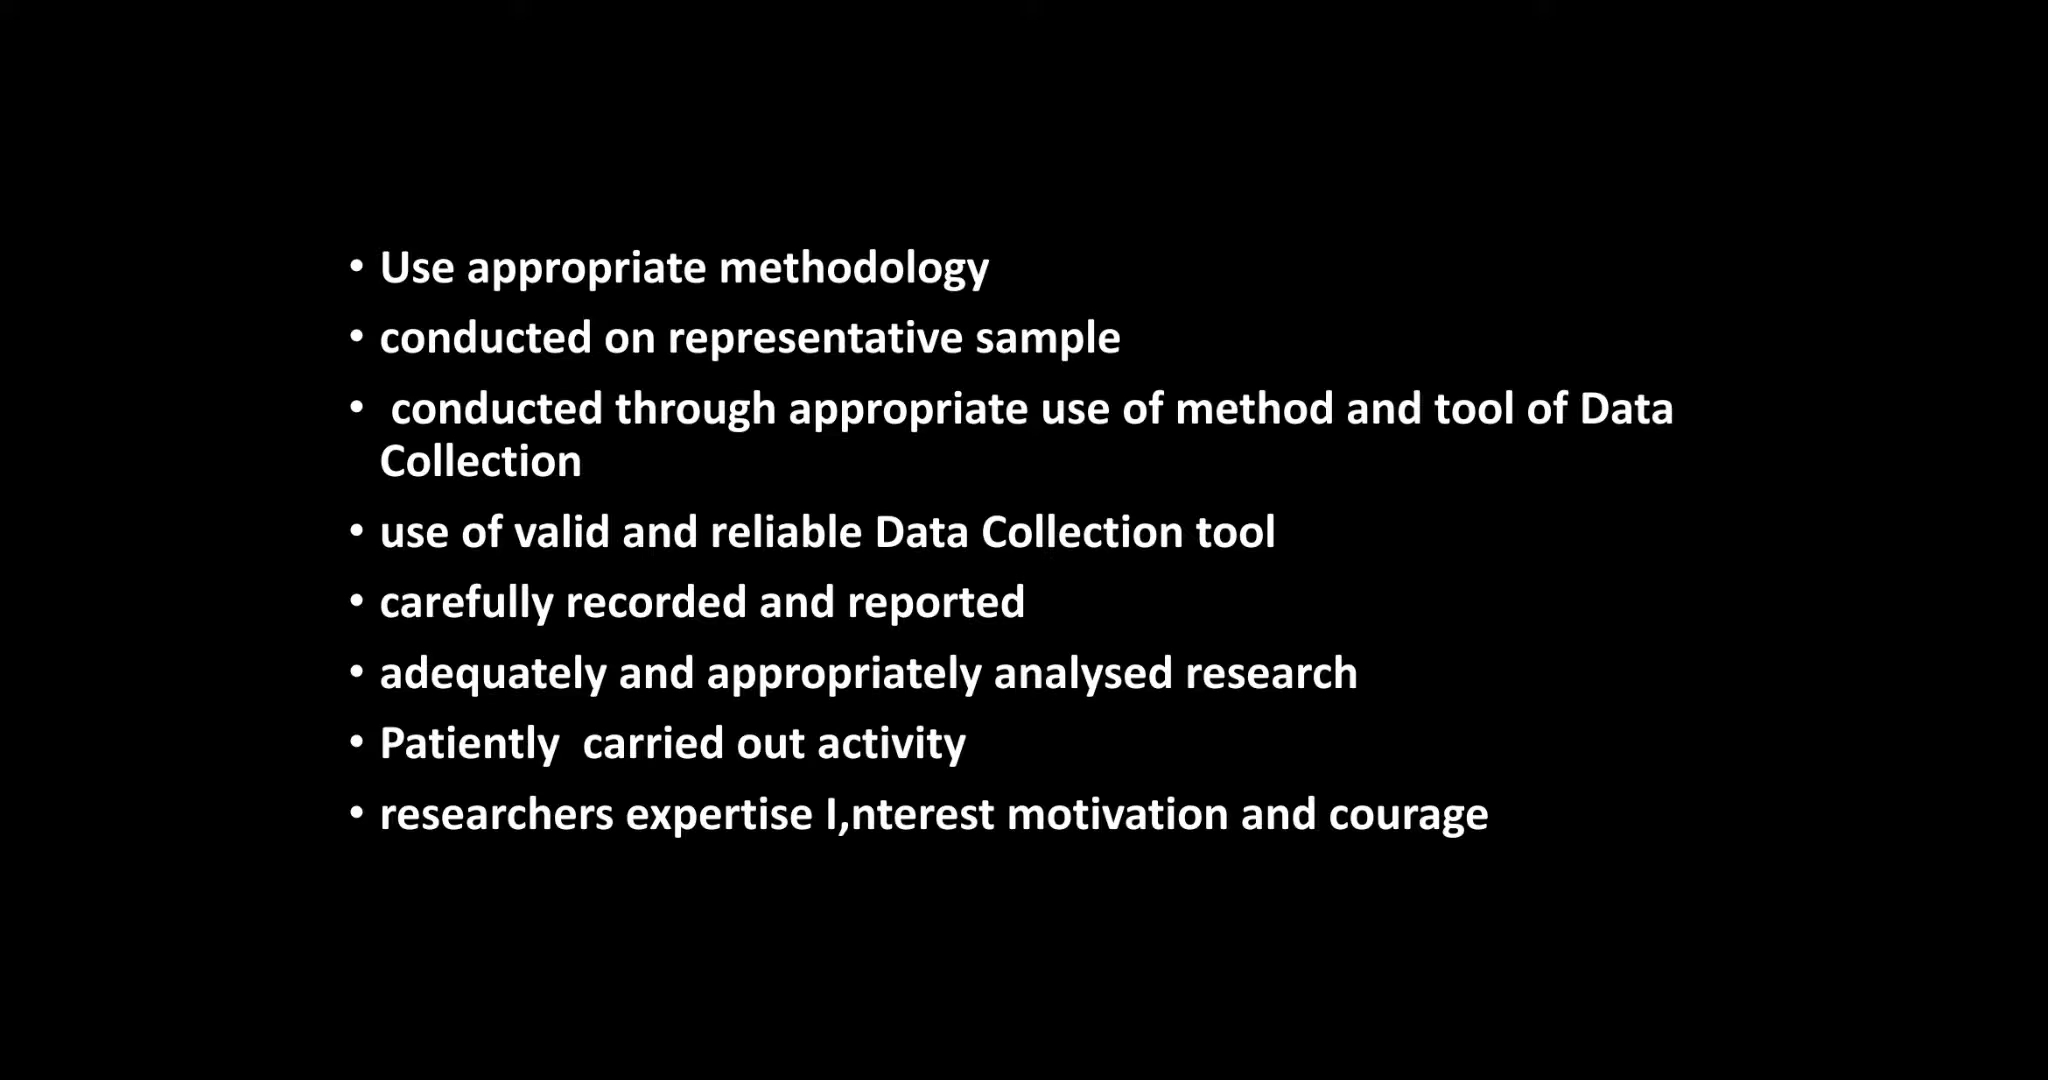 • Use appropriate methodology
• conducted on representative sample
• conducted through appropriate use of method and tool of Data
Collection
• use of valid and reliable Data Collection tool
• carefully recorded and reported
• adequately and appropriately analysed research
• Patiently  carried out activity
• researchers expertise I,nterest motivation and courage